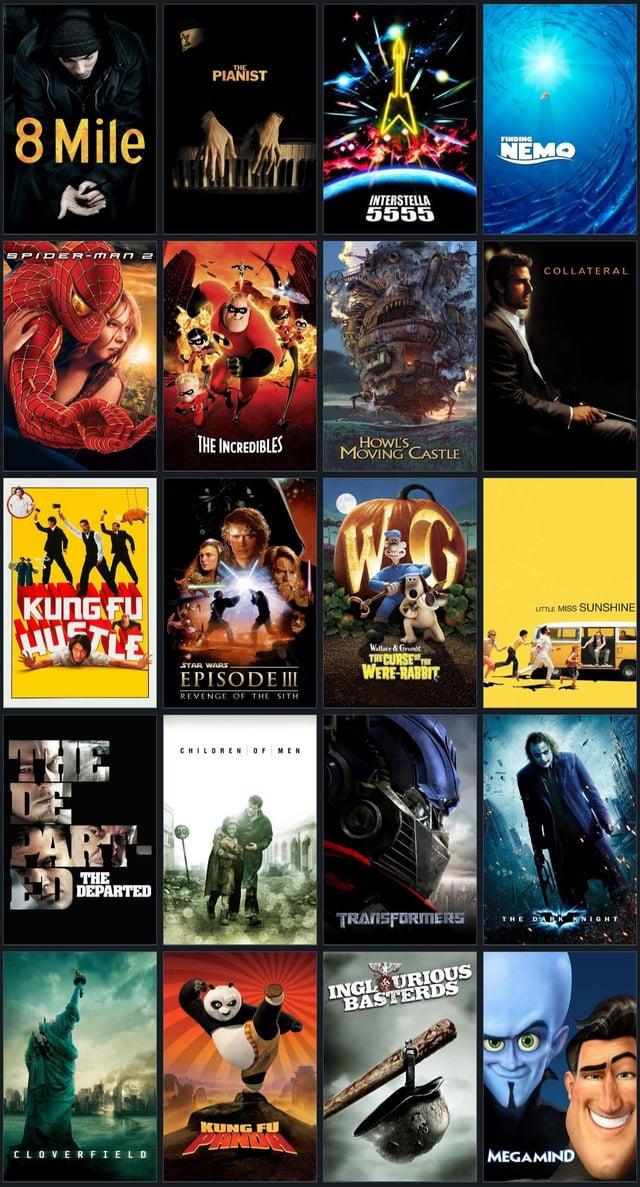 8 Mile
THE
PIANIST
INTERSTELLA
5555
FINDING
NEMO
SPIDER-MAN 2
THE INCREDIBLES
HOWL'S
MOVING CASTLE
COLLATERAL
KUNG FU
HUSTLE
STAR WARS
EPISODE III
REVENGE OF THE SITH
W G
Wallace & Gromit
THE CURSE OF THE
WERE-RABBIT
LITTLE MISS SUNSHINE
THE
DE
PART-
ED
THE
DEPARTED
CHILDREN OF MEN
30
TRANSFORMERS
THE DARK KNIGHT
CLOVERFIELD
KUNG FU
PANDA
INGLOURIOUS
BASTERDS
MEGAMIND